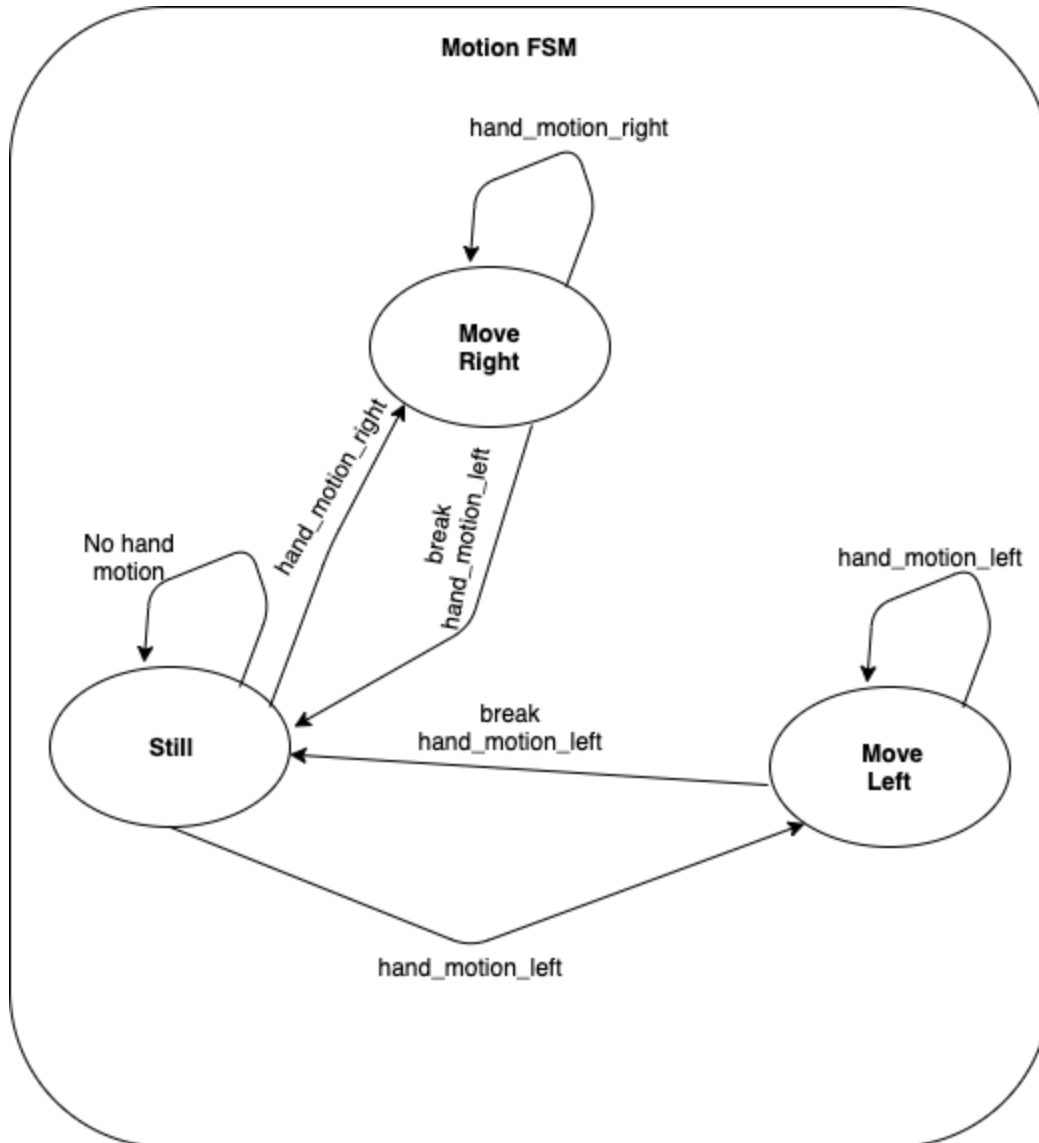 Motion FSM
hand_motion_right
Move
Right
hand_motion_right
break
hand_motion_left
No hand
motion
hand_motion_left
Still
break
hand_motion_left
Move
Left
hand_motion_left